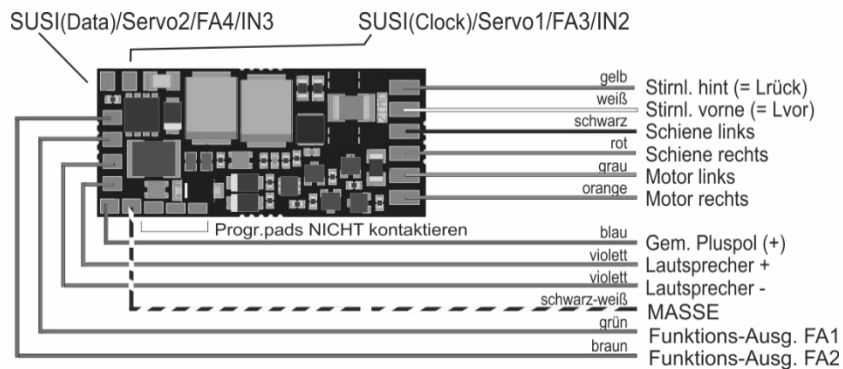 SUSI(Data)/Servo2/FA4/IN3
SUSI(Clock)/Servo1/FA3/IN2
gelb Stirnl. hint (= Lrück)
weiß Stirnl. vorne (= Lvor)
schwarz Schiene links
rot Schiene rechts
grau Motor links
orange Motor rechts
Progr.pads NICHT kontaktieren
blau Gem. Pluspol (+)
violett Lautsprecher +
violett Lautsprecher -
schwarz-weiß MASSE
grün Funktions-Ausg. FA1
braun Funktions-Ausg. FA2